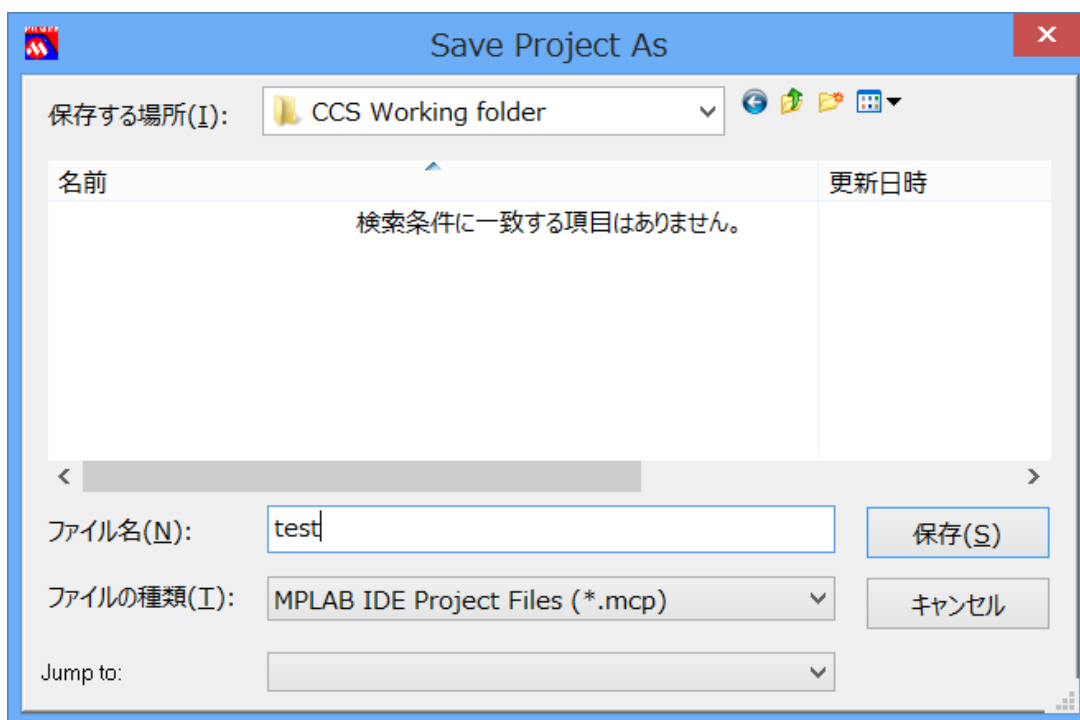 Save Project As
保存する場所(I): CCS Working folder
名前 更新日時
検索条件に一致する項目はありません。
ファイル名(N): test 保存(S)
ファイルの種類(T): MPLAB IDE Project Files (*.mcp) キャンセル
Jump to: